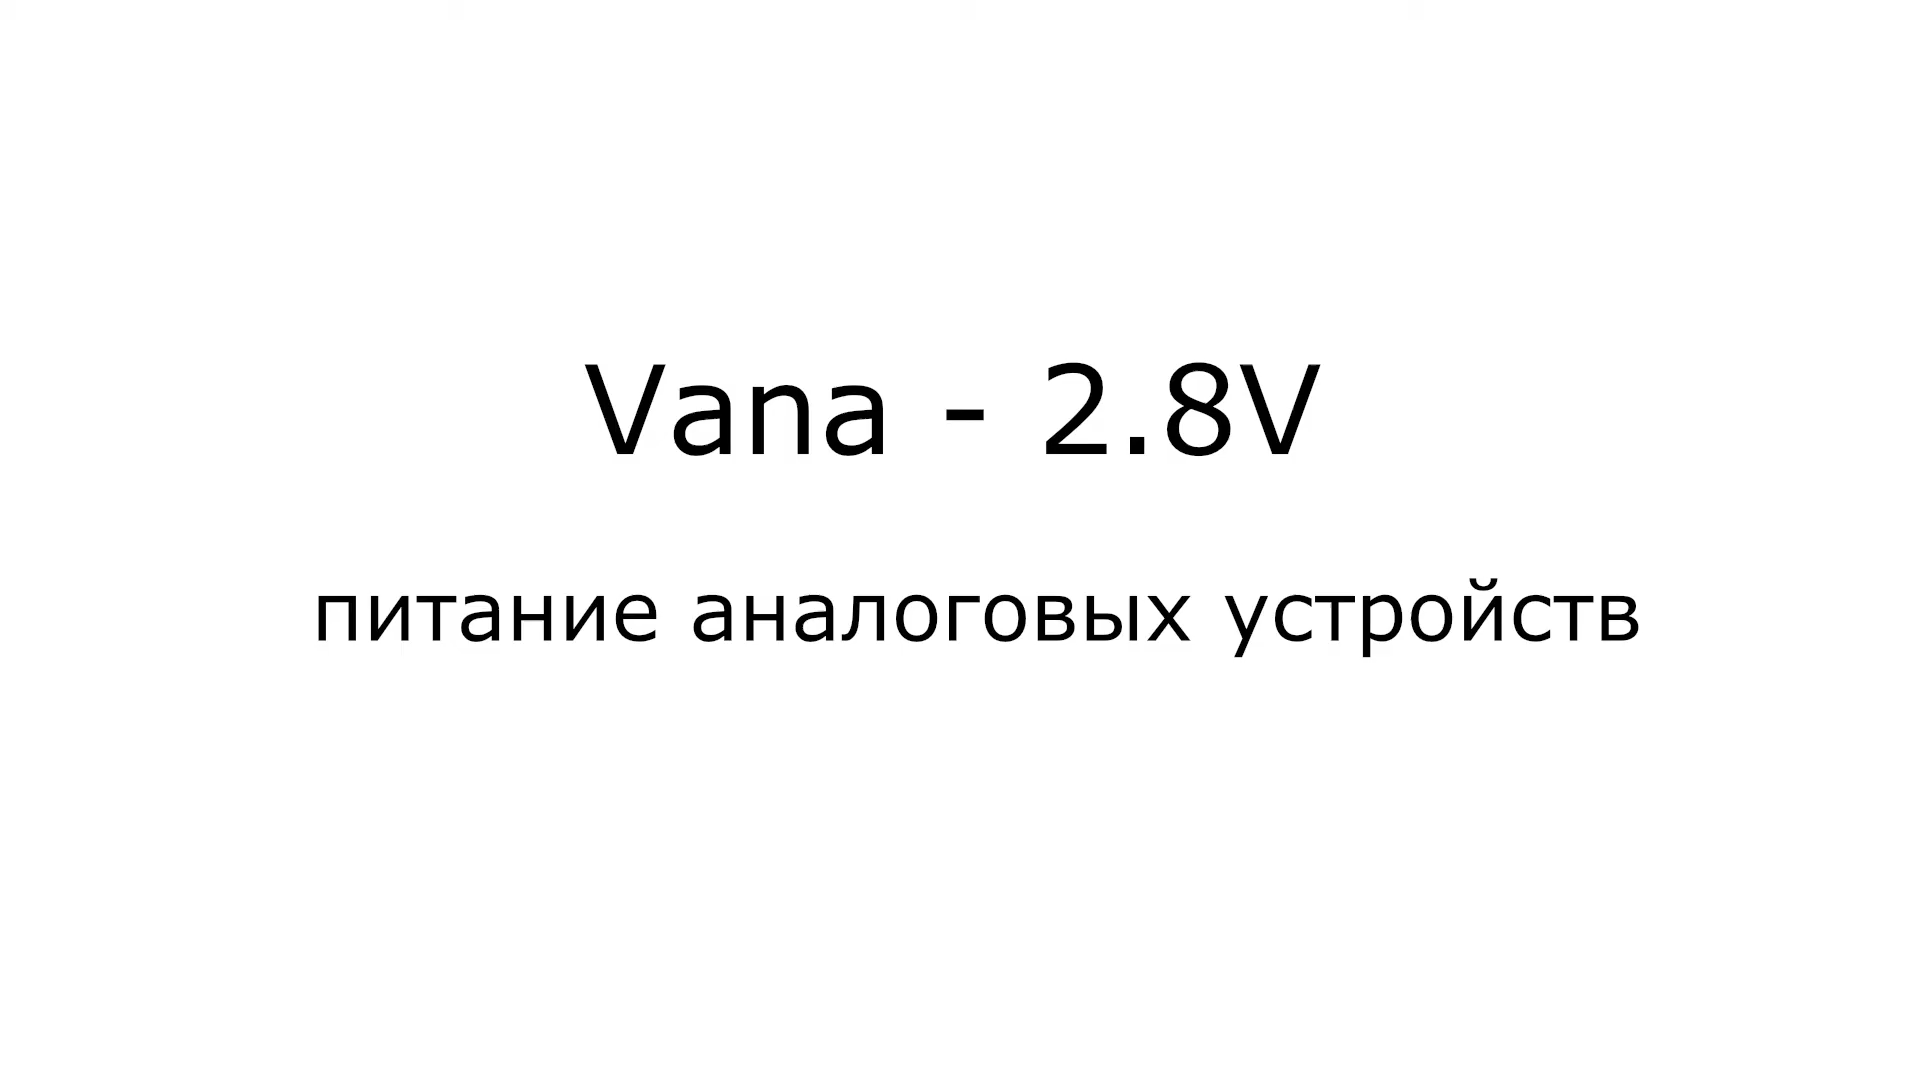 Vana - 2.8V
питание аналоговых устройств